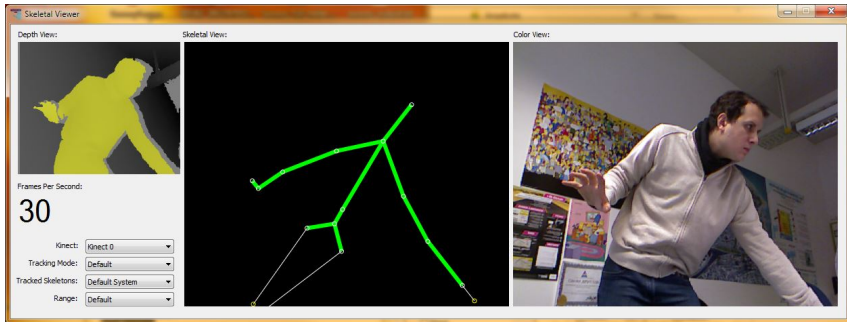 Skeletal Viewer
Depth View:
Skeletal View:
Color View:
Frames Per Second:
30
Kinect:
Kinect 0
Tracking Mode:
Default
Tracked Skeletons:
Default System
Range:
Default